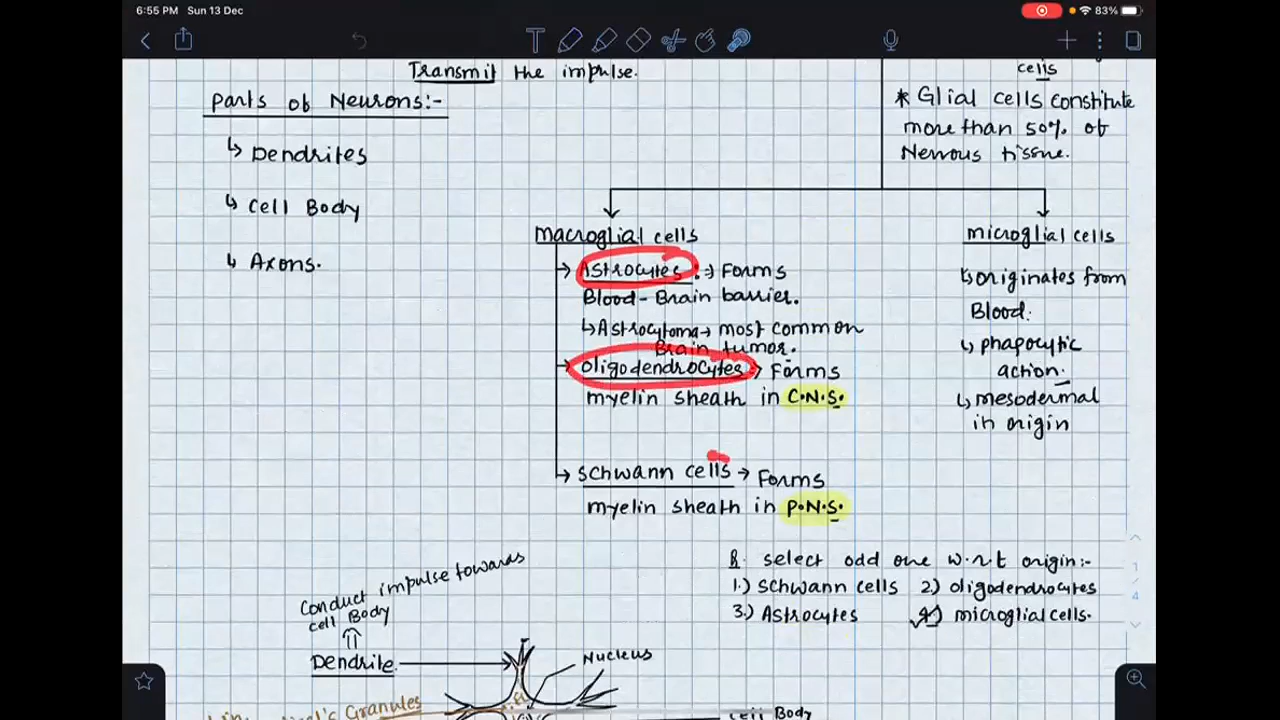 6:55 PM Sun 13 Dec
83%
Transmit the impulse.
cells
Parts of Neurons:-
* Glial cells constitute
more than 50% of
Nervous tissue.
↳ Dendrites
↳ Cell Body
↳ Axons.
macroglial cells
→ Astrocytes :→ Forms
Blood-Brain barrier.
↳ Astrocytoma → most common
Brain tumor.
→ oligodendrocytes → Forms
myelin sheath in C.N.S.
→ Schwann cells → Forms
myelin sheath in P.N.S.
microglial cells
↳ originates from
Blood.
↳ phagocytic
action.
↳ mesodermal
in origin
Q. select odd one w.r.t origin:-
1.) Schwann cells 2) oligodendrocytes
3.) Astrocytes 4) microglial cells.
Conduct impulse towards
cell Body
Dendrite
Nucleus
Granules
cell Body
1/4